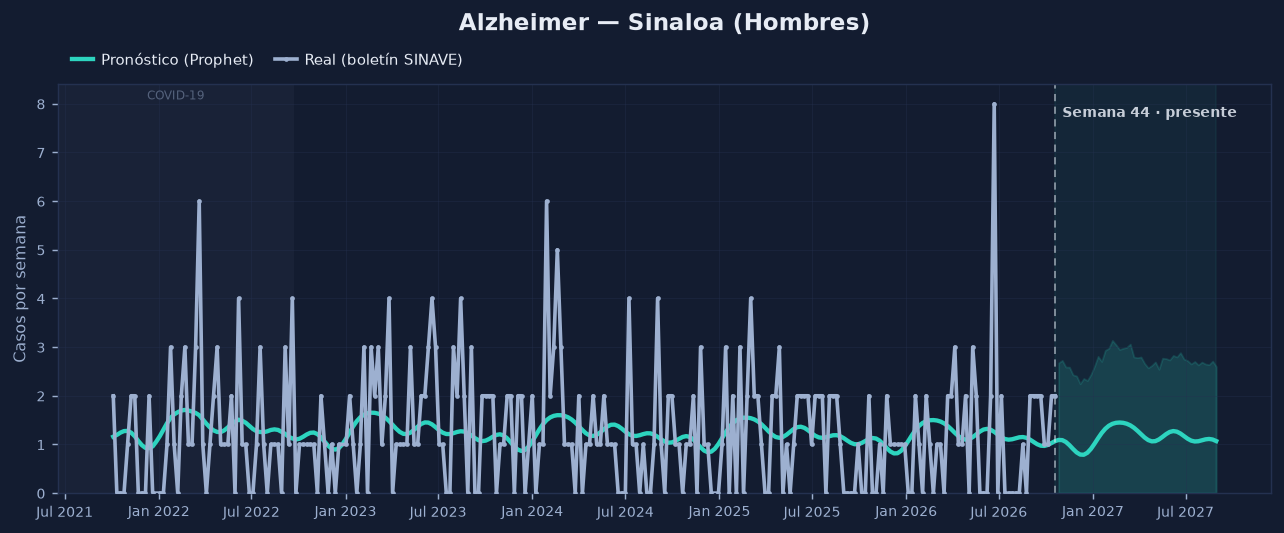 Alzheimer — Sinaloa (Hombres)
Pronóstico (Prophet) Real (boletín SINAVE)
COVID-19
Semana 44 · presente
Casos por semana
8
7
6
5
4
3
2
1
0
Jul 2021 Jan 2022 Jul 2022 Jan 2023 Jul 2023 Jan 2024 Jul 2024 Jan 2025 Jul 2025 Jan 2026 Jul 2026 Jan 2027 Jul 2027